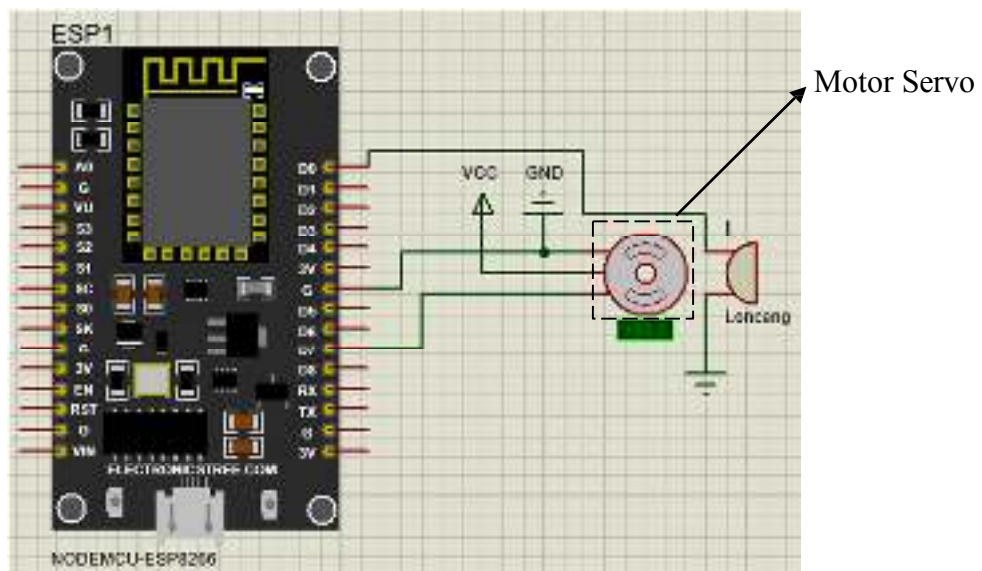 ESP1
Motor Servo
A0
G
VU
S3
S2
S1
SC
S0
SK
G
3V
EN
RST
G
VIN
D0
D1
D2
D3
D4
3V
G
D5
D6
D7
D8
RX
TX
G
3V
VCC
GND
Lonceng
ELECTRONICSTREE.COM
NODEMCU-ESP8266